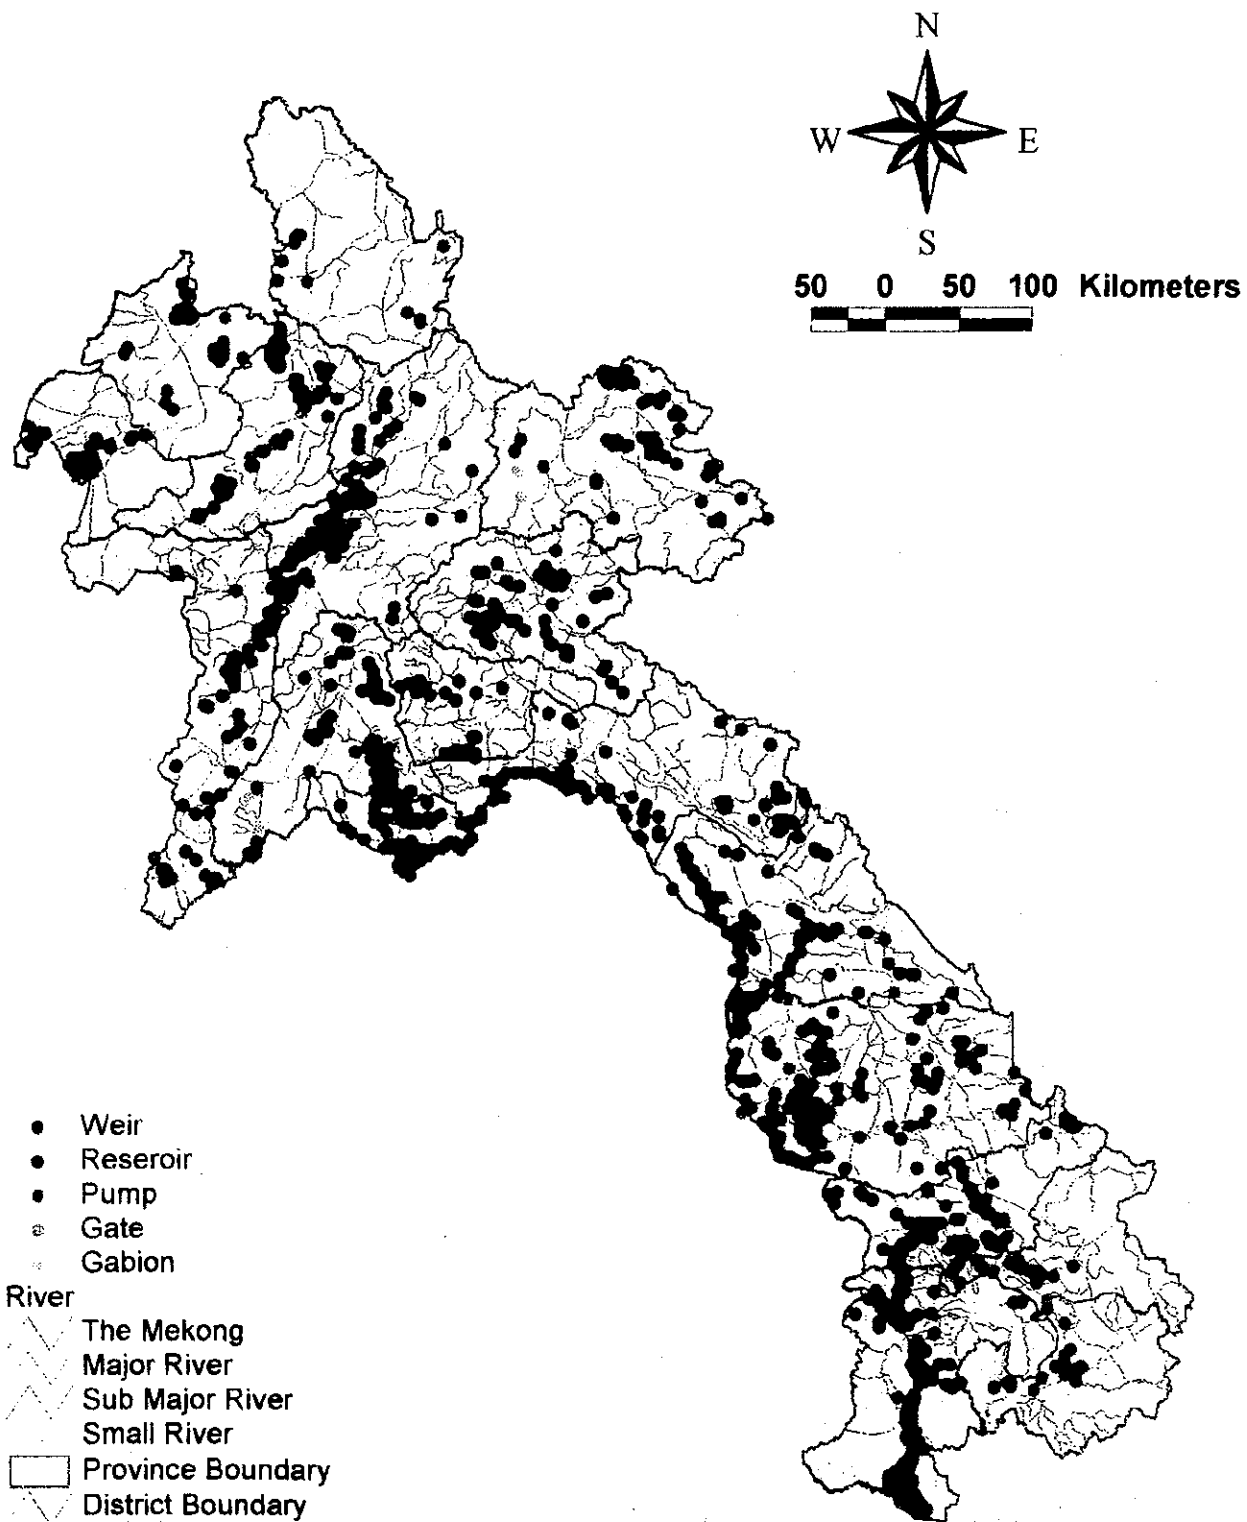 N
W E
S
50 0 50 100 Kilometers
Weir
Reseroir
Pump
Gate
Gabion
River
The Mekong
Major River
Sub Major River
Small River
Province Boundary
District Boundary